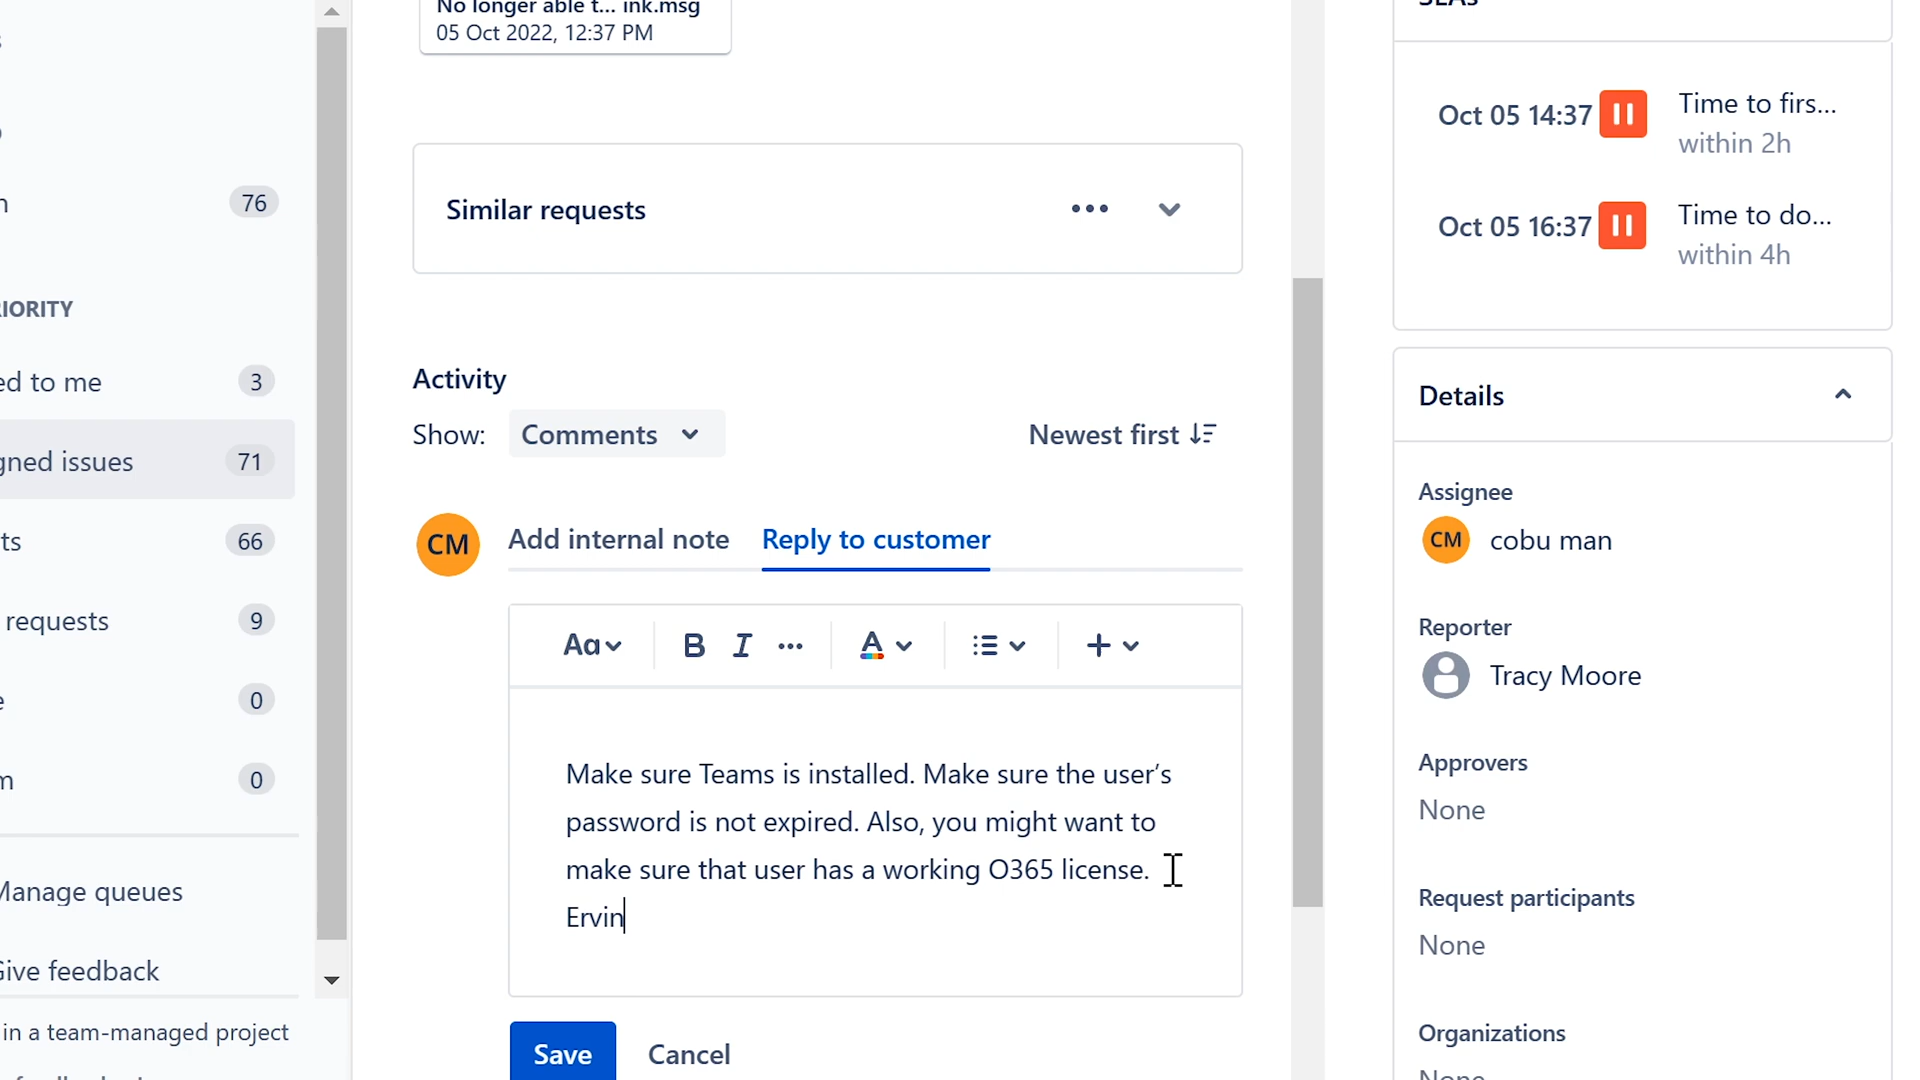 No longer able t... ink.msg
05 Oct 2022, 12:37 PM
76
3
ed to me
71
gned issues
66
ts
9
requests
0
0
Manage queues
Give feedback
in a team-managed project
Similar requests
Activity
Show: Comments
Newest first
CM
Add internal note
Reply to customer
Aa
B I ... A
Make sure Teams is installed. Make sure the user’s
password is not expired. Also, you might want to
make sure that user has a working O365 license.
Ervin
Save
Cancel
SLAs
Oct 05 14:37
Time to firs...
within 2h
Oct 05 16:37
Time to do...
within 4h
Details
Assignee
CM
cobu man
Reporter
Tracy Moore
Approvers
None
Request participants
None
Organizations
None